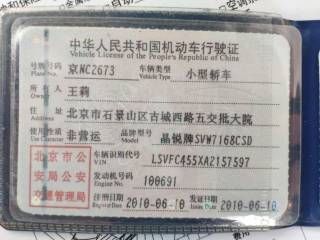 中华人民共和国机动车行驶证
Vehicle License of the People's Republic of China
号牌号码 京NC2673 车辆类型 小型轿车
Plate No. Vehicle Type
所有人 王莉
Owner
住址 北京市石景山区古城西路五交批大院
Address
使用性质 非营运 品牌型号 晶锐牌SVW7168CSD
Use Character Model
北京市公安局公安交通管理局
车辆识别代号 LSVFC455XA2157597
VIN
发动机号码 100691
Engine No.
注册日期 2010-06-10 发证日期 2010-06-10
Register Date Issue Date